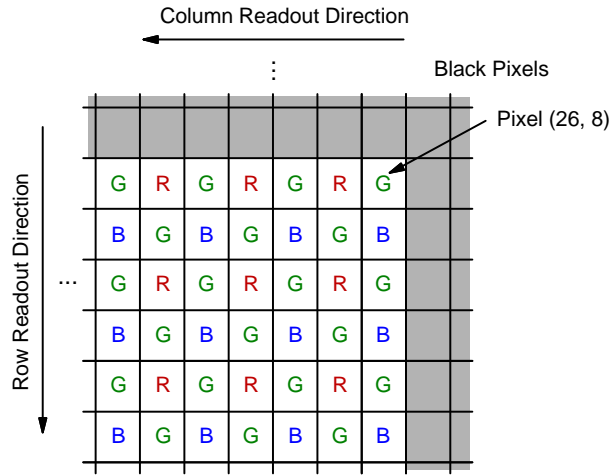 Column Readout Direction
⋮
Black Pixels
Pixel (26, 8)
G R G R G R G
B G B G B G B
G R G R G R G
...
B G B G B G B
G R G R G R G
B G B G B G B
Row Readout Direction